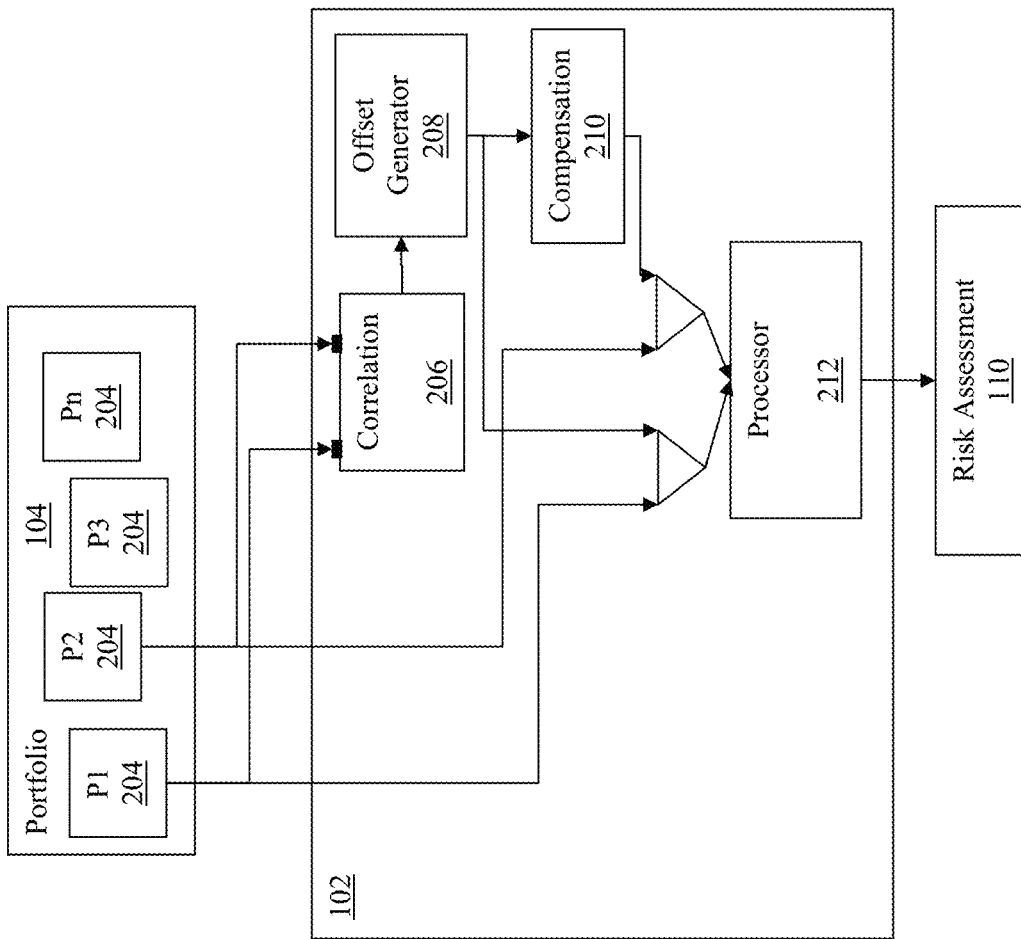 Portfolio
104
P1
204
P2
204
P3
204
Pn
204
102
Correlation
206
Offset
Generator
208
Compensation
210
Processor
212
Risk Assessment
110